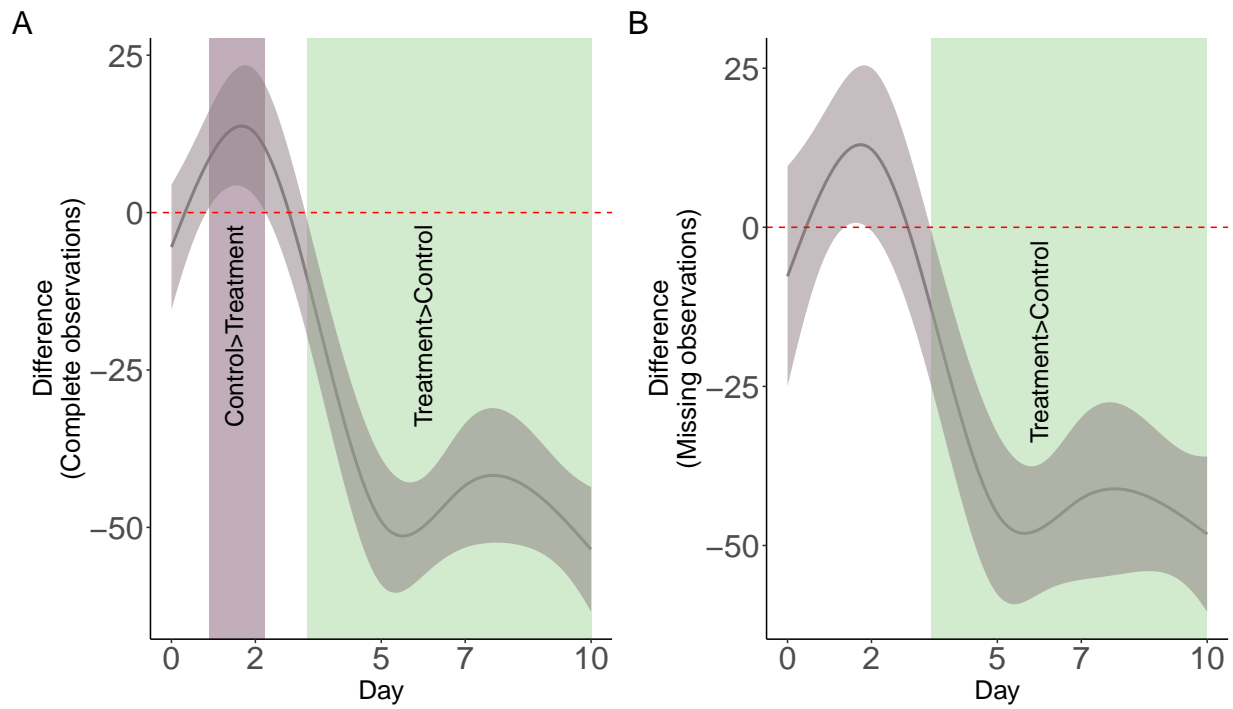 A
25
0
−25
−50
Difference
(Complete observations)
Control>Treatment
Treatment>Control
0
2
5
7
10
Day
B
25
0
−25
−50
Difference
(Missing observations)
Treatment>Control
0
2
5
7
10
Day